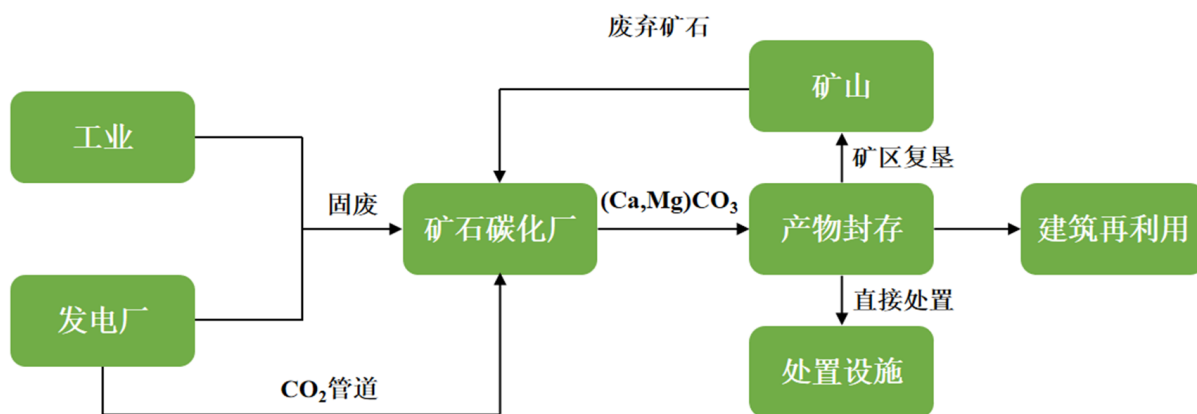 废弃矿石
矿山
工业
矿区复垦
固废
矿石碳化厂
(Ca,Mg)CO₃
产物封存
建筑再利用
发电厂
直接处置
CO₂管道
处置设施